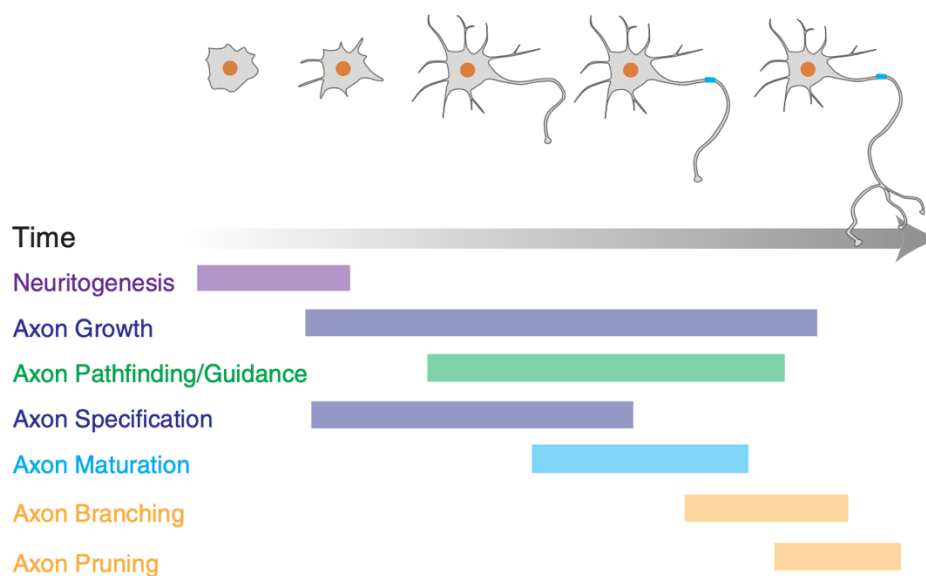 Time
Neuritogenesis
Axon Growth
Axon Pathfinding/Guidance
Axon Specification
Axon Maturation
Axon Branching
Axon Pruning